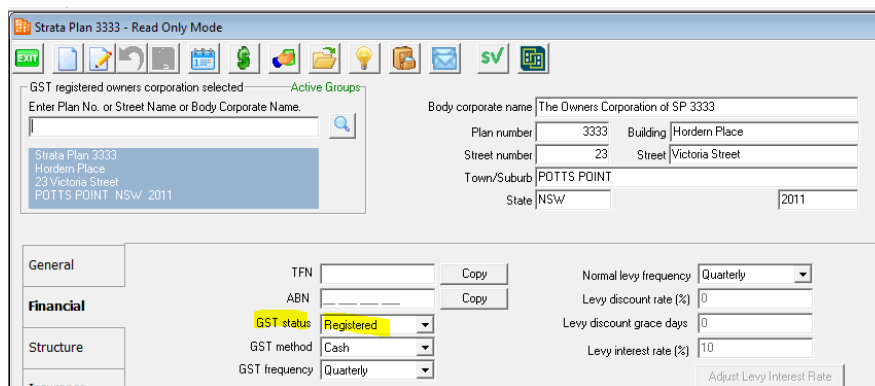 Strata Plan 3333 - Read Only Mode
EXIT
SV
GST registered owners corporation selected
Active Groups
Enter Plan No. or Street Name or Body Corporate Name.
Strata Plan 3333
Hordern Place
23 Victoria Street
POTTS POINT NSW 2011
Body corporate name The Owners Corporation of SP 3333
Plan number 3333 Building Hordern Place
Street number 23 Street Victoria Street
Town/Suburb POTTS POINT
State NSW 2011
General
Financial
Structure
TFN Copy
ABN Copy
GST status Registered
GST method Cash
GST frequency Quarterly
Normal levy frequency Quarterly
Levy discount rate (%) 0
Levy discount grace days 0
Levy interest rate (%) 10
Adjust Levy Interest Rate